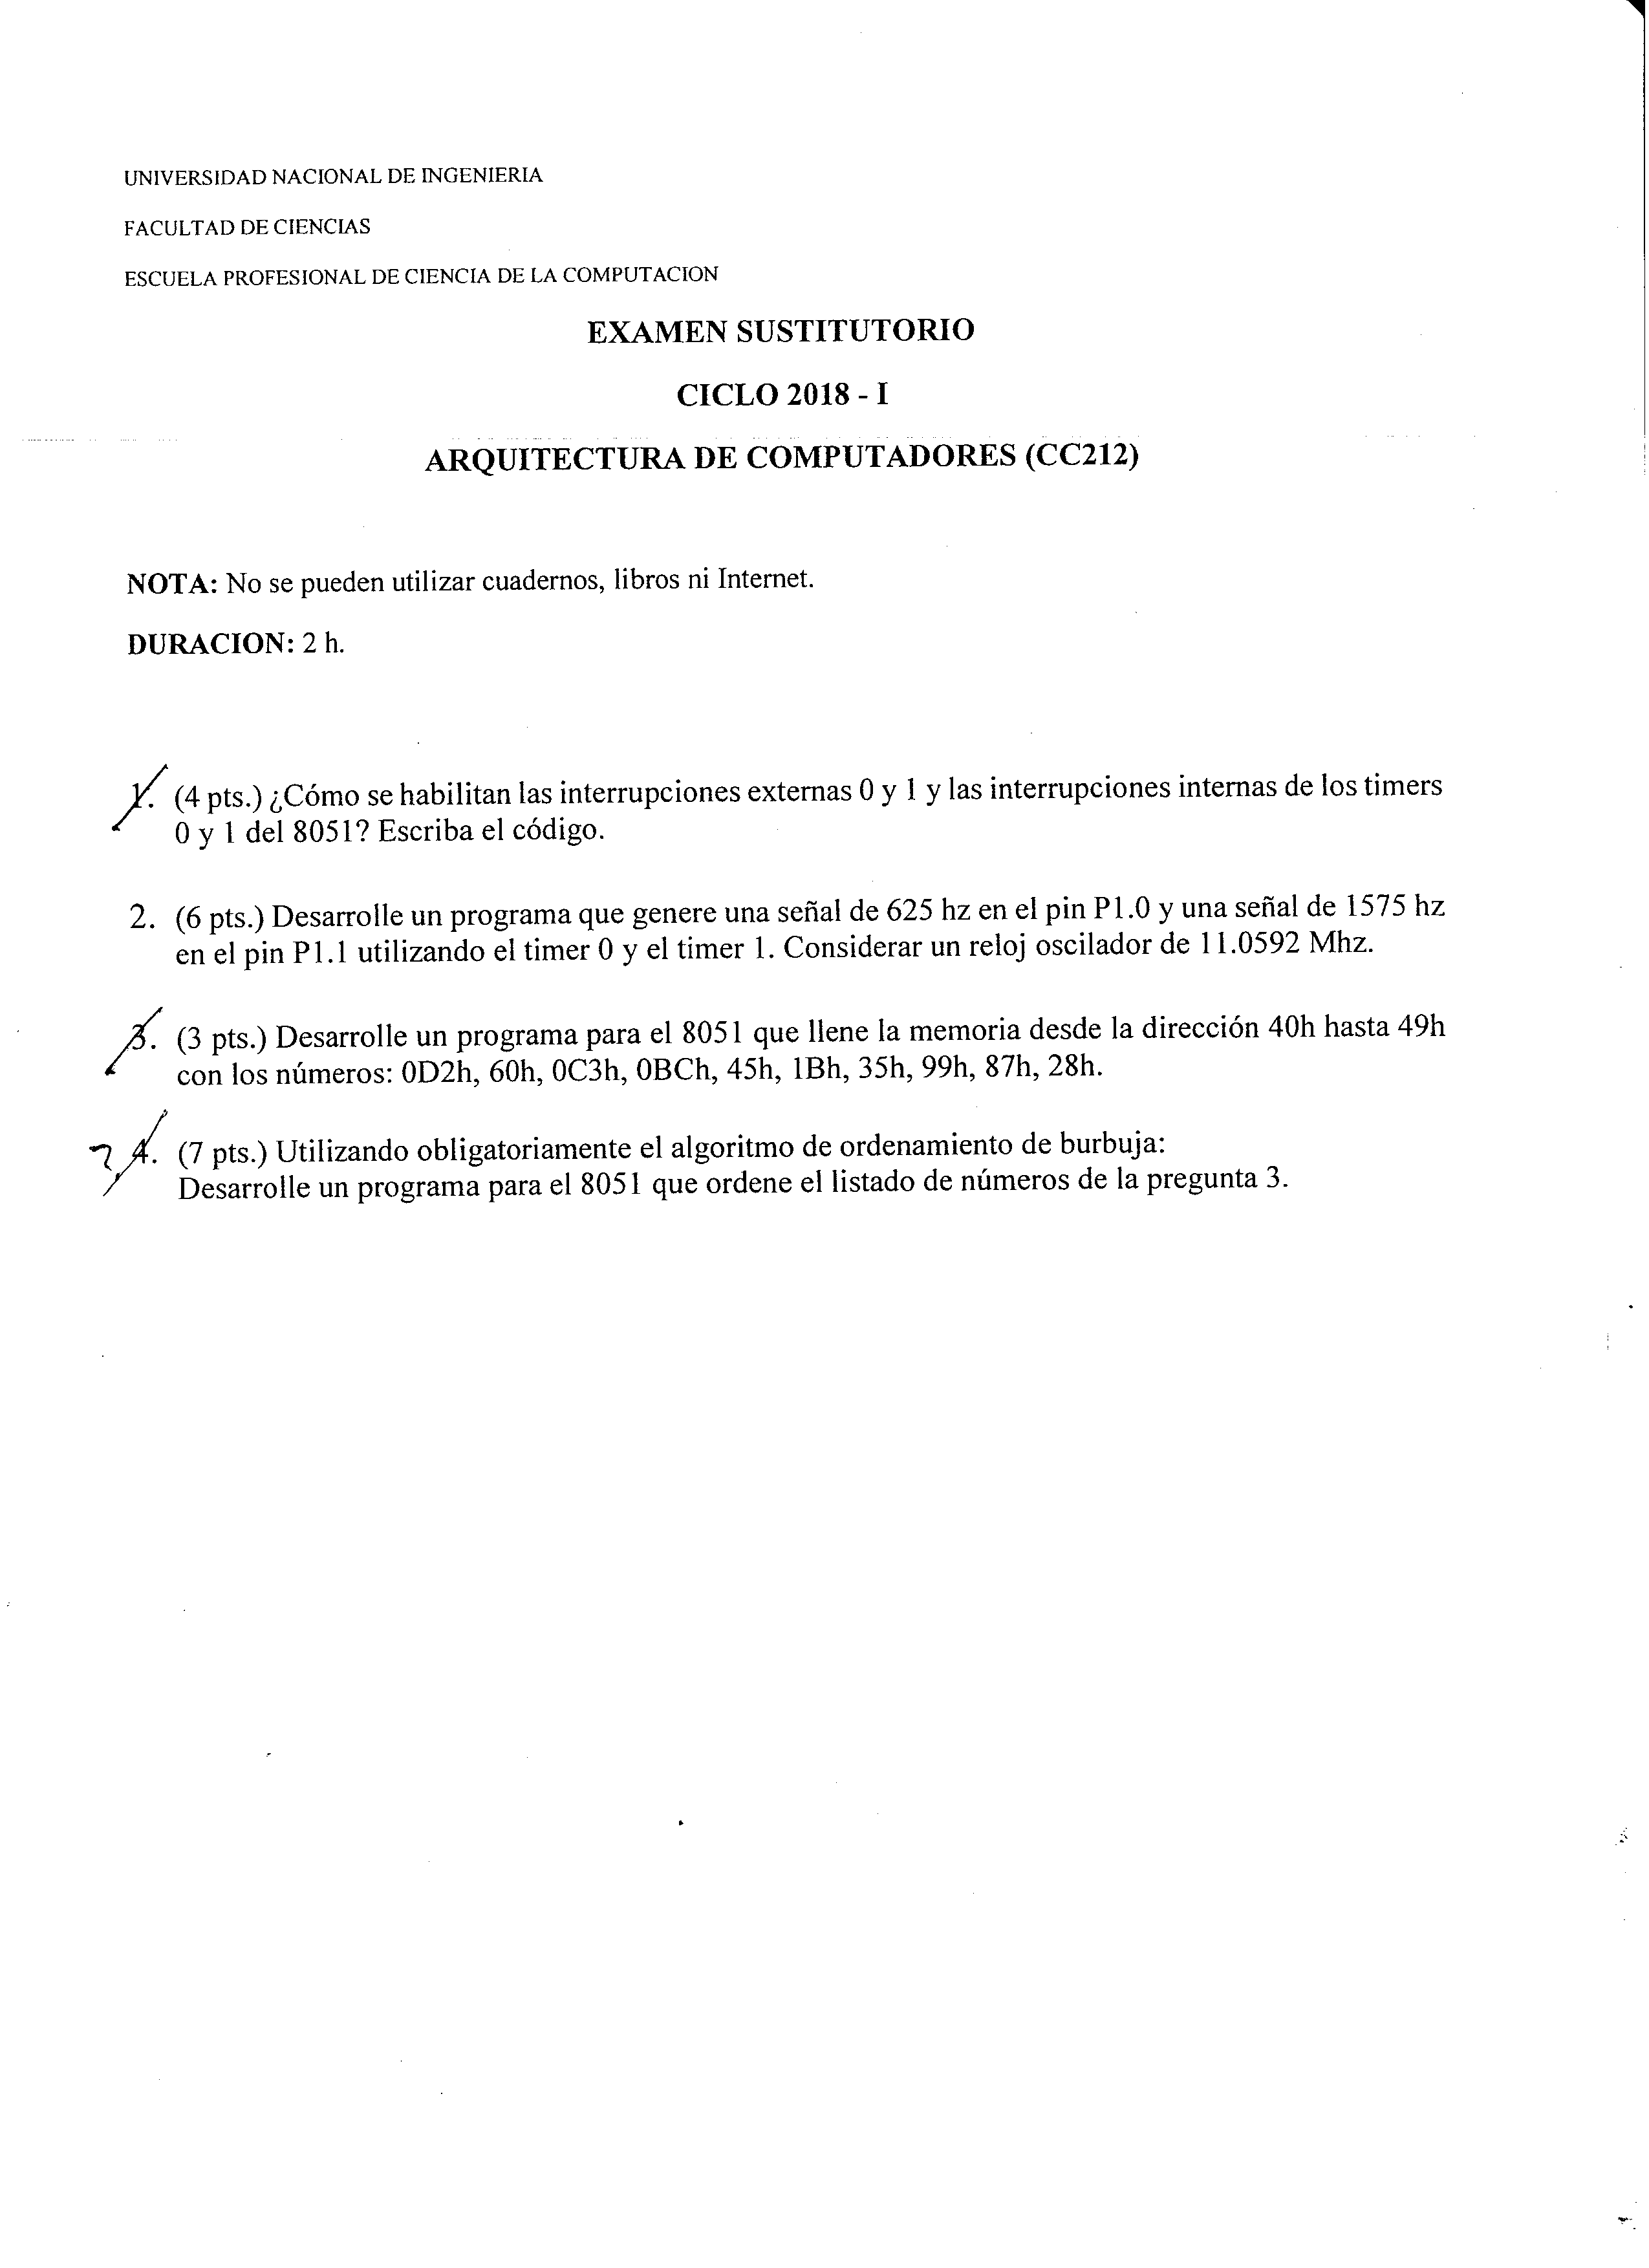 UNIVERSIDAD NACIONAL DE INGENIERIA
FACULTAD DE CIENCIAS
ESCUELA PROFESIONAL DE CIENCIA DE LA COMPUTACION
EXAMEN SUSTITUTORIO
CICLO 2018 - I
ARQUITECTURA DE COMPUTADORES (CC212)
NOTA: No se pueden utilizar cuadernos, libros ni Internet.
DURACION: 2 h.
1. (4 pts.) ¿Cómo se habilitan las interrupciones externas 0 y 1 y las interrupciones internas de los timers
0 y 1 del 8051? Escriba el código.
2. (6 pts.) Desarrolle un programa que genere una señal de 625 hz en el pin P1.0 y una señal de 1575 hz
en el pin P1.1 utilizando el timer 0 y el timer 1. Considerar un reloj oscilador de 11.0592 Mhz.
3. (3 pts.) Desarrolle un programa para el 8051 que llene la memoria desde la dirección 40h hasta 49h
con los números: 0D2h, 60h, 0C3h, 0BCh, 45h, 1Bh, 35h, 99h, 87h, 28h.
4. (7 pts.) Utilizando obligatoriamente el algoritmo de ordenamiento de burbuja:
Desarrolle un programa para el 8051 que ordene el listado de números de la pregunta 3.